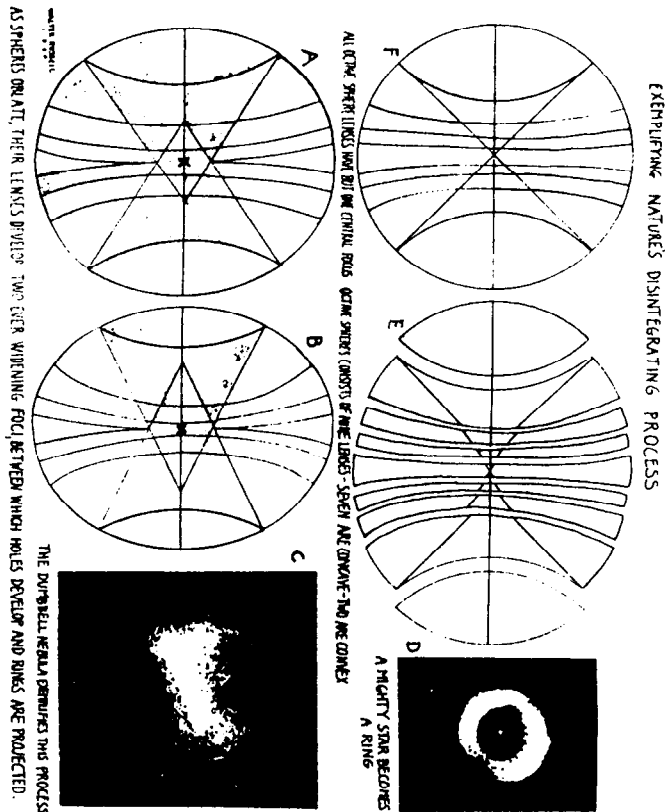 EXEMPLIFYING NATURE'S DISINTEGRATING PROCESS
F
E
D
A MIGHTY STAR BECOMES
A RING
ALL OCTAVE SPHERE LENSES HAVE BUT ONE CENTRAL FOCUS OCTAVE SPHERES CONSISTS OF NINE LENSES - SEVEN ARE CONCAVE - TWO ARE CONVEX
A
B
C
THE DUMBBELL NEBULA EXEMPLIFIES THIS PROCESS
WALTER RUSSELL
AS SPHERES OBLATE, THEIR LENSES DEVELOP TWO EVER WIDENING FOCI, BETWEEN WHICH HOLES DEVELOP AND RINGS ARE PROJECTED.